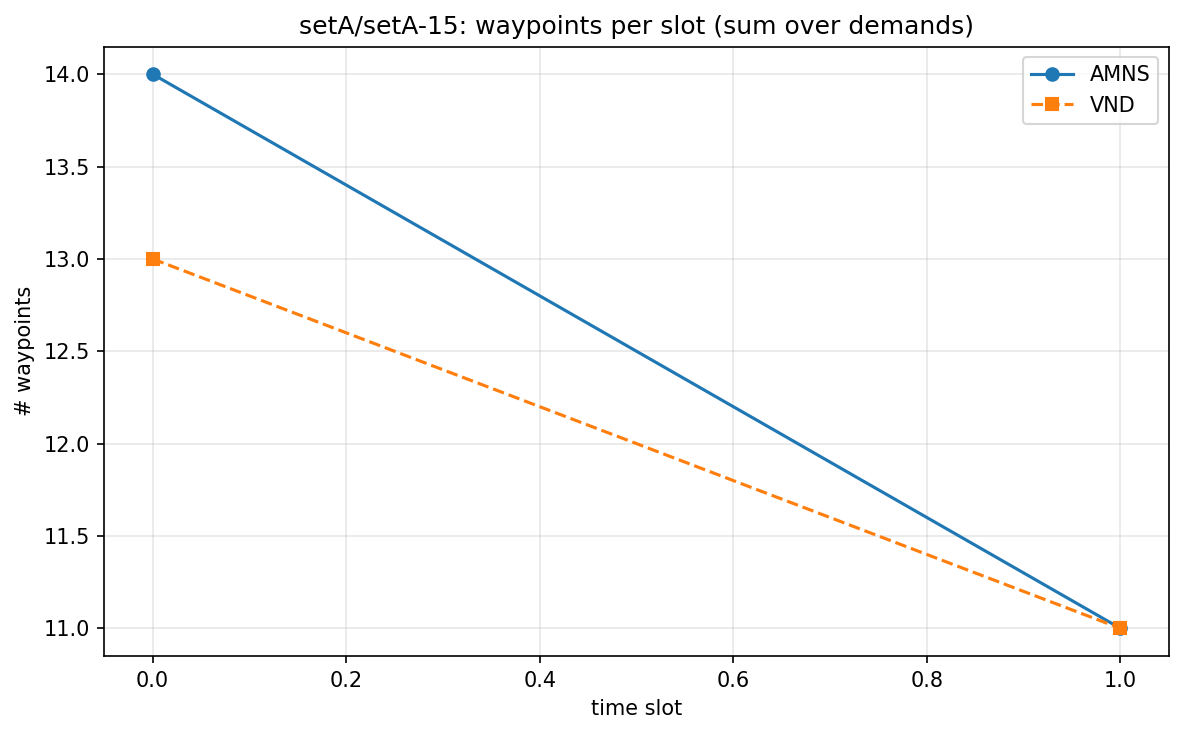 setA/setA-15: waypoints per slot (sum over demands)
AMNS
VND
# waypoints
14.0
13.5
13.0
12.5
12.0
11.5
11.0
0.0 0.2 0.4 0.6 0.8 1.0
time slot